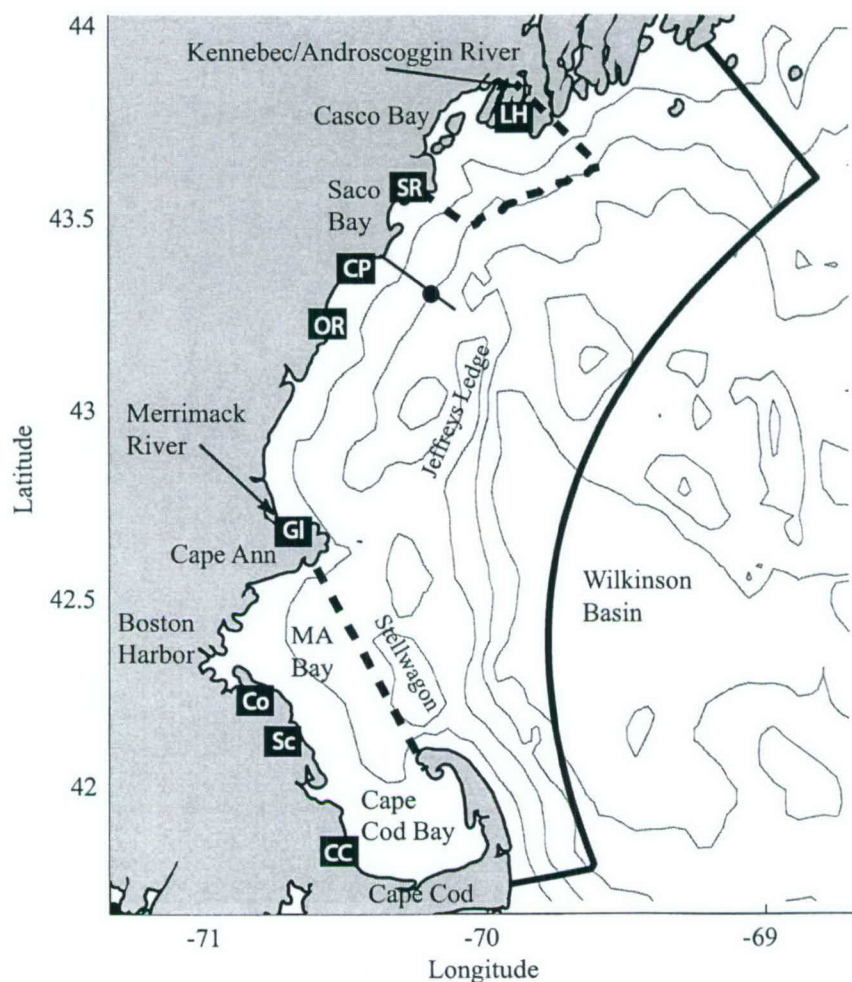 44
Kennebec/Androscoggin River
Casco Bay
LH
SR
Saco
Bay
43.5
CP
OR
Jeffreys Ledge
43
Merrimack
River
Latitude
Gl
Cape Ann
42.5
Wilkinson
Basin
Boston
Harbor
MA
Bay
Stellwagon
Co
Sc
42
Cape
Cod Bay
CC
Cape Cod
-71
-70
-69
Longitude